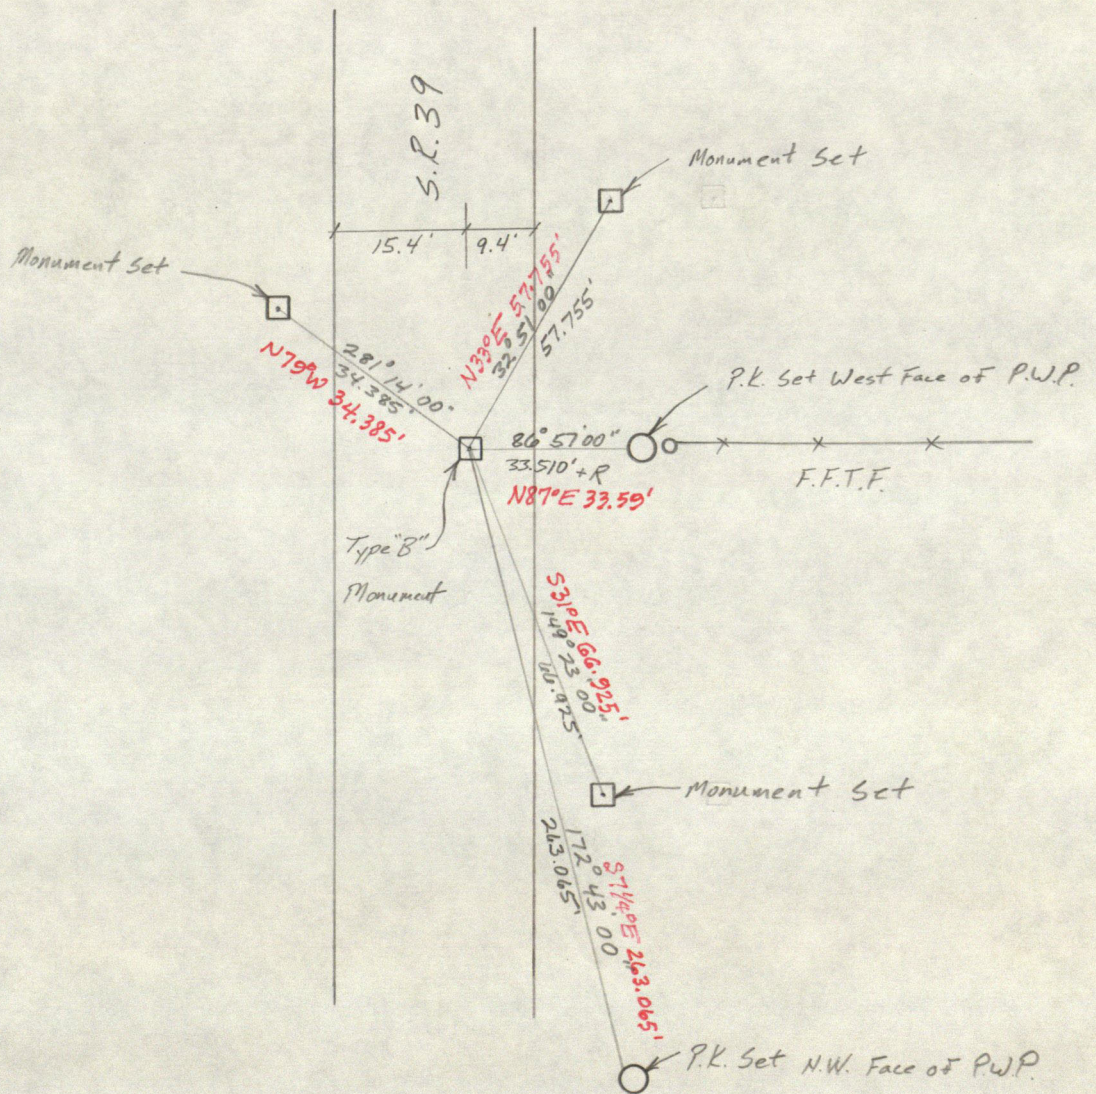 S.R. 39
Monument Set
15.4' 9.4'
Monument Set
N33°E 57.755'
32° 51' 00"
57.755'
281° 14' 00"
34.385'
N79°W 34.385'
P.K. Set West Face of P.W.P.
86° 57' 00"
33.510' + R
N87°E 33.59'
F.F.T.F.
Type "B"
Monument
S31°E 66.925'
149° 23' 00"
66.925'
Monument Set
S7 1/4°E 263.065'
172° 43' 00"
263.065'
P.K. Set N.W. Face of P.W.P.